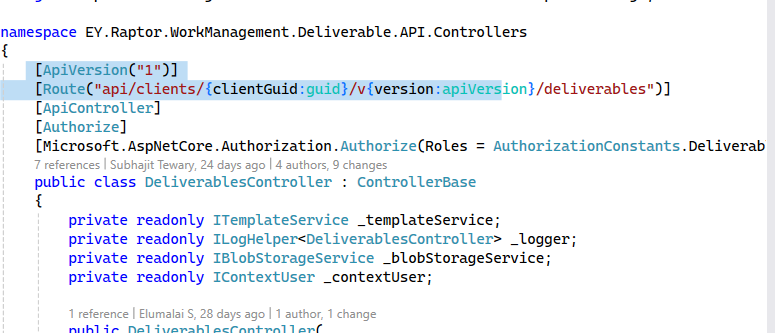 namespace EY.Raptor.WorkManagement.Deliverable.API.Controllers
{
[ApiVersion("1")]
[Route("api/clients/{clientGuid:guid}/v{version:apiVersion}/deliverables")]
[ApiController]
[Authorize]
[Microsoft.AspNetCore.Authorization.Authorize(Roles = AuthorizationConstants.Deliverab
7 references | Subhajit Tewary, 24 days ago | 4 authors, 9 changes
public class DeliverablesController : ControllerBase
{
private readonly ITemplateService _templateService;
private readonly ILogHelper<DeliverablesController> _logger;
private readonly IBlobStorageService _blobStorageService;
private readonly IContextUser _contextUser;
1 reference | Elumalai S, 28 days ago | 1 author, 1 change
public DeliverablesController(